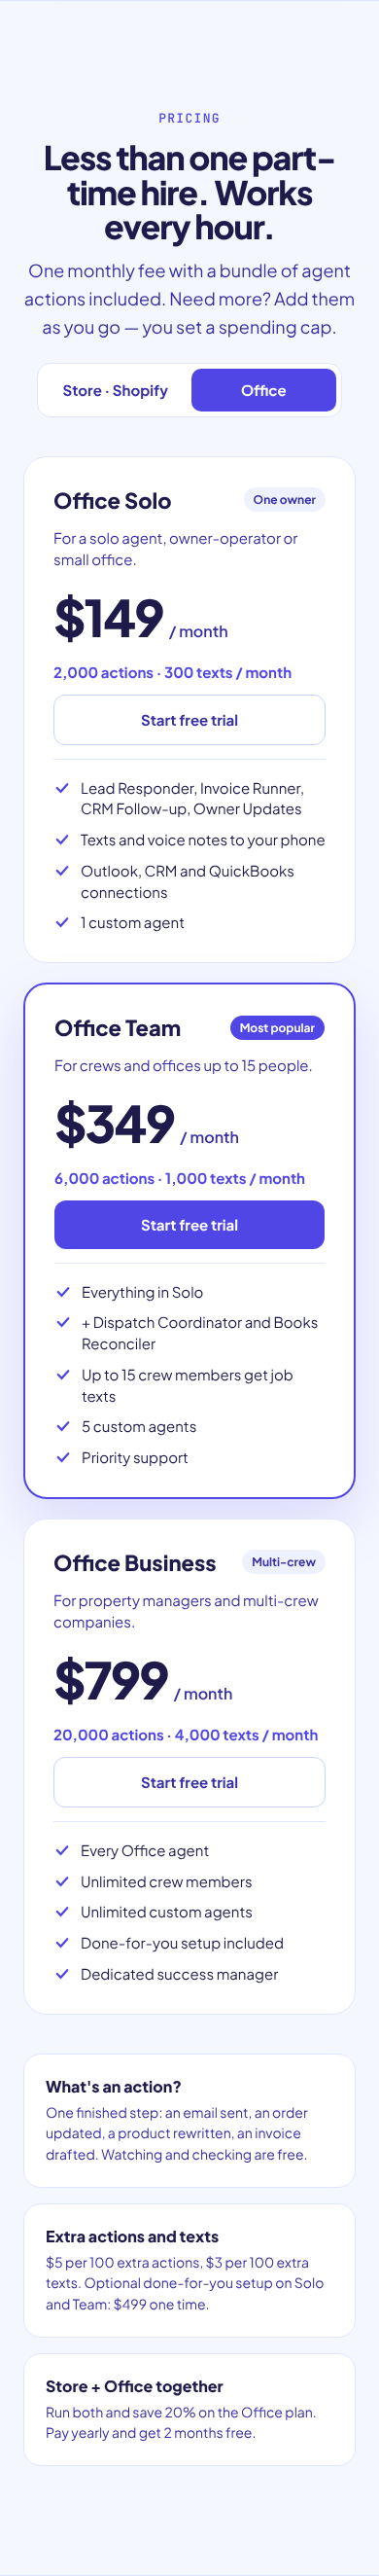 PRICING
Less than one part-
time hire. Works
every hour.
One monthly fee with a bundle of agent
actions included. Need more? Add them
as you go — you set a spending cap.
Store · Shopify
Office
Office Solo
One owner
For a solo agent, owner-operator or
small office.
$149 / month
2,000 actions · 300 texts / month
Start free trial
Lead Responder, Invoice Runner,
CRM Follow-up, Owner Updates
Texts and voice notes to your phone
Outlook, CRM and QuickBooks
connections
1 custom agent
Office Team
Most popular
For crews and offices up to 15 people.
$349 / month
6,000 actions · 1,000 texts / month
Start free trial
Everything in Solo
+ Dispatch Coordinator and Books
Reconciler
Up to 15 crew members get job
texts
5 custom agents
Priority support
Office Business
Multi-crew
For property managers and multi-crew
companies.
$799 / month
20,000 actions · 4,000 texts / month
Start free trial
Every Office agent
Unlimited crew members
Unlimited custom agents
Done-for-you setup included
Dedicated success manager
What's an action?
One finished step: an email sent, an order
updated, a product rewritten, an invoice
drafted. Watching and checking are free.
Extra actions and texts
$5 per 100 extra actions, $3 per 100 extra
texts. Optional done-for-you setup on Solo
and Team: $499 one time.
Store + Office together
Run both and save 20% on the Office plan.
Pay yearly and get 2 months free.